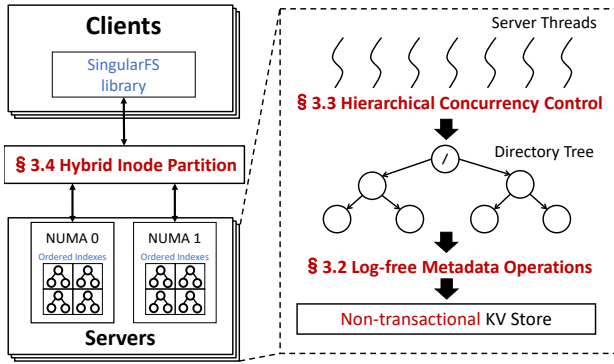 Clients
SingularFS
library
§ 3.4 Hybrid Inode Partition
NUMA 0
Ordered Indexes
NUMA 1
Ordered Indexes
Servers
Server Threads
§ 3.3 Hierarchical Concurrency Control
Directory Tree
/
§ 3.2 Log-free Metadata Operations
Non-transactional KV Store